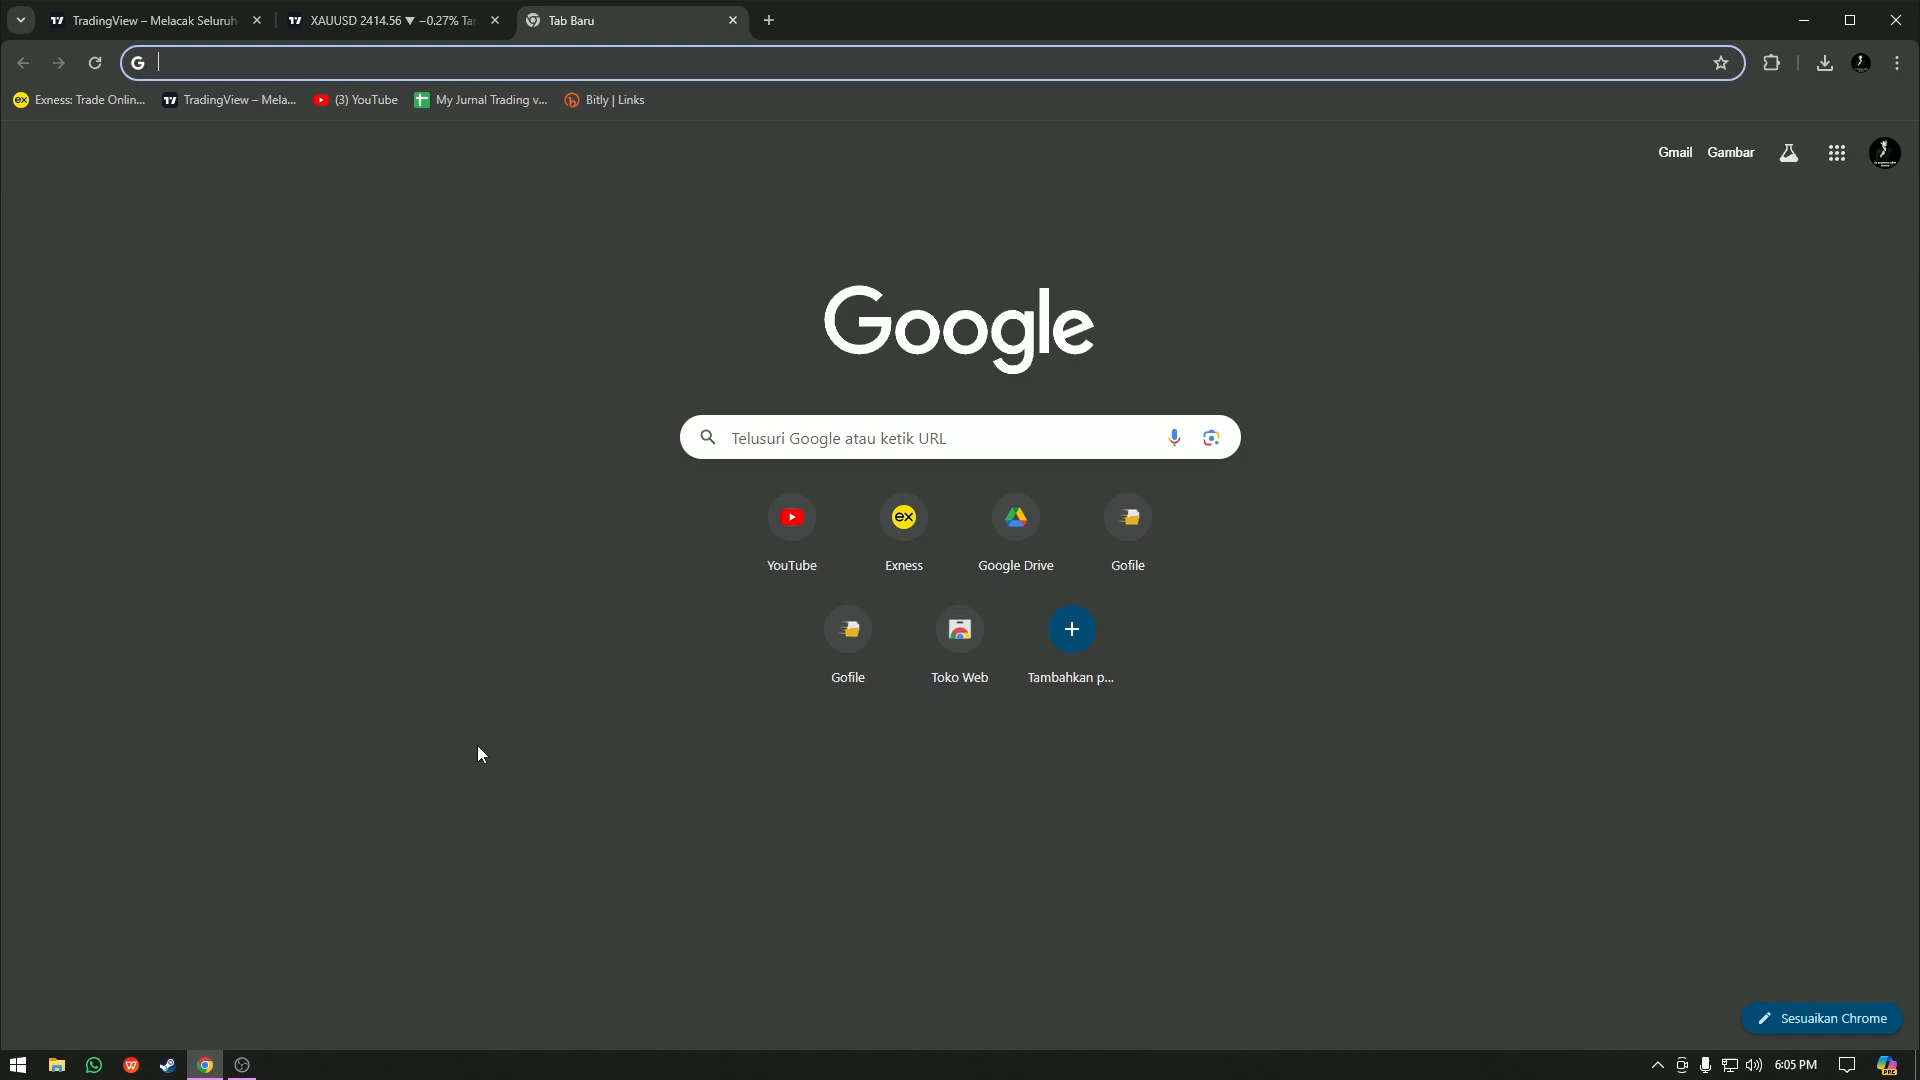 TradingView – Melacak Seluruh
XAUUSD 2414.56 ▼ −0.27% Tan
Tab Baru
Exness: Trade Onlin...
TradingView – Mela...
(3) YouTube
My Jurnal Trading v...
Bitly | Links
Gmail
Gambar
Google
Telusuri Google atau ketik URL
YouTube
Exness
Google Drive
Gofile
Gofile
Toko Web
Tambahkan p...
Sesuaikan Chrome
6:05 PM